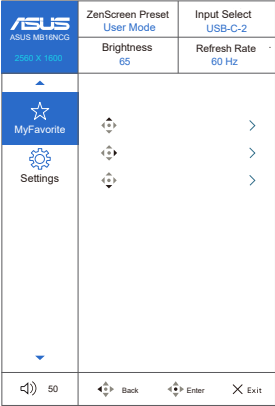 ASUS
ASUS MB16NCG
2560 X 1600
ZenScreen Preset
User Mode
Input Select
USB-C-2
Brightness
65
Refresh Rate
60 Hz
MyFavorite
Settings
50
Back
Enter
Exit